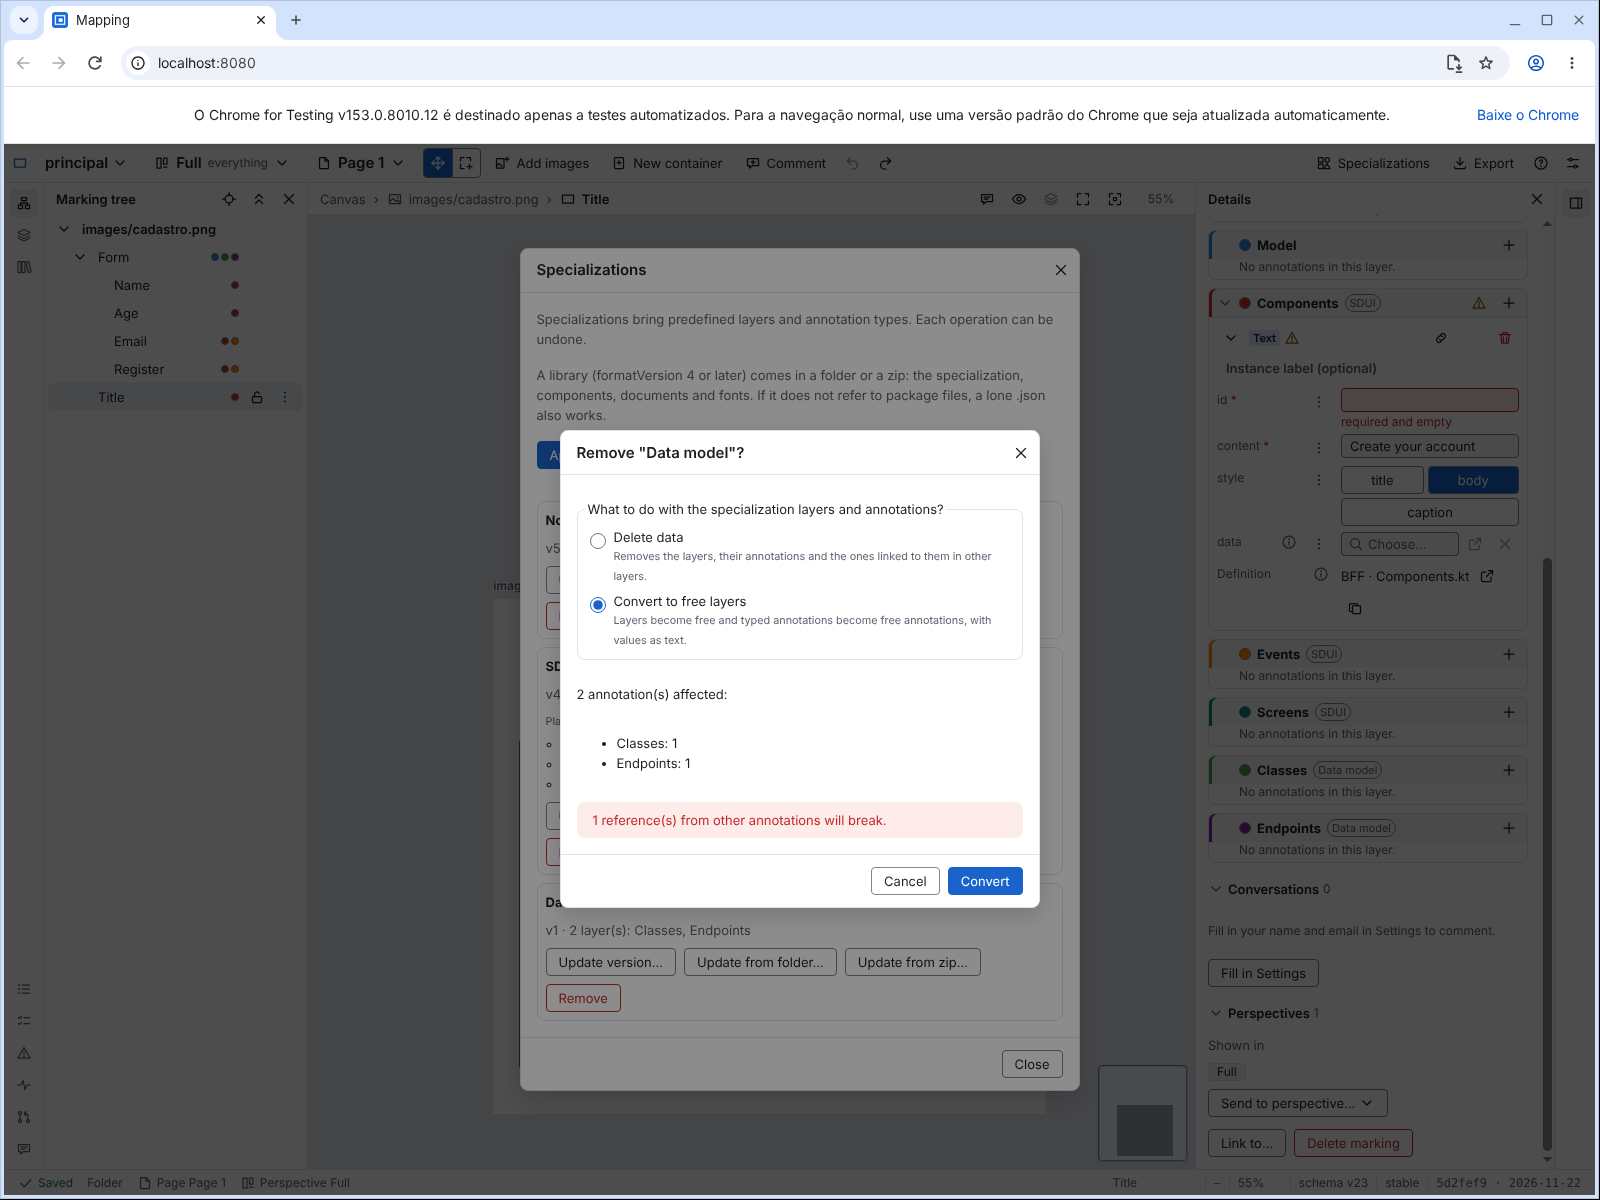 Mapping
localhost:8080
O Chrome for Testing v153.0.8010.12 é destinado apenas a testes automatizados. Para a navegação normal, use uma versão padrão do Chrome que seja atualizada automaticamente.
Baixe o Chrome
principal
Full everything
Page 1
Add images
New container
Comment
Specializations
Export
Marking tree
Canvas › images/cadastro.png › Title
55%
Details
images/cadastro.png
Form
Name
Age
Email
Register
Title
Specializations
Specializations bring predefined layers and annotation types. Each operation can be
undone.
A library (formatVersion 4 or later) comes in a folder or a zip: the specialization,
components, documents and fonts. If it does not refer to package files, a lone .json
also works.
Remove "Data model"?
What to do with the specialization layers and annotations?
Delete data
Removes the layers, their annotations and the ones linked to them in other
layers.
Convert to free layers
Layers become free and typed annotations become free annotations, with
values as text.
2 annotation(s) affected:
• Classes: 1
• Endpoints: 1
1 reference(s) from other annotations will break.
Cancel
Convert
v1 · 2 layer(s): Classes, Endpoints
Update version...
Update from folder...
Update from zip...
Remove
Close
Model
No annotations in this layer.
Components SDUI
Text
Instance label (optional)
id *
required and empty
content *
Create your account
style
title
body
caption
data
Choose...
Definition
BFF · Components.kt
Events SDUI
No annotations in this layer.
Screens SDUI
No annotations in this layer.
Classes Data model
No annotations in this layer.
Endpoints Data model
No annotations in this layer.
Conversations 0
Fill in your name and email in Settings to comment.
Fill in Settings
Perspectives 1
Shown in
Full
Send to perspective...
Link to...
Delete marking
Saved
Folder
Page Page 1
Perspective Full
Title
–
55%
schema v23
stable
5d2fef9 · 2026-11-22